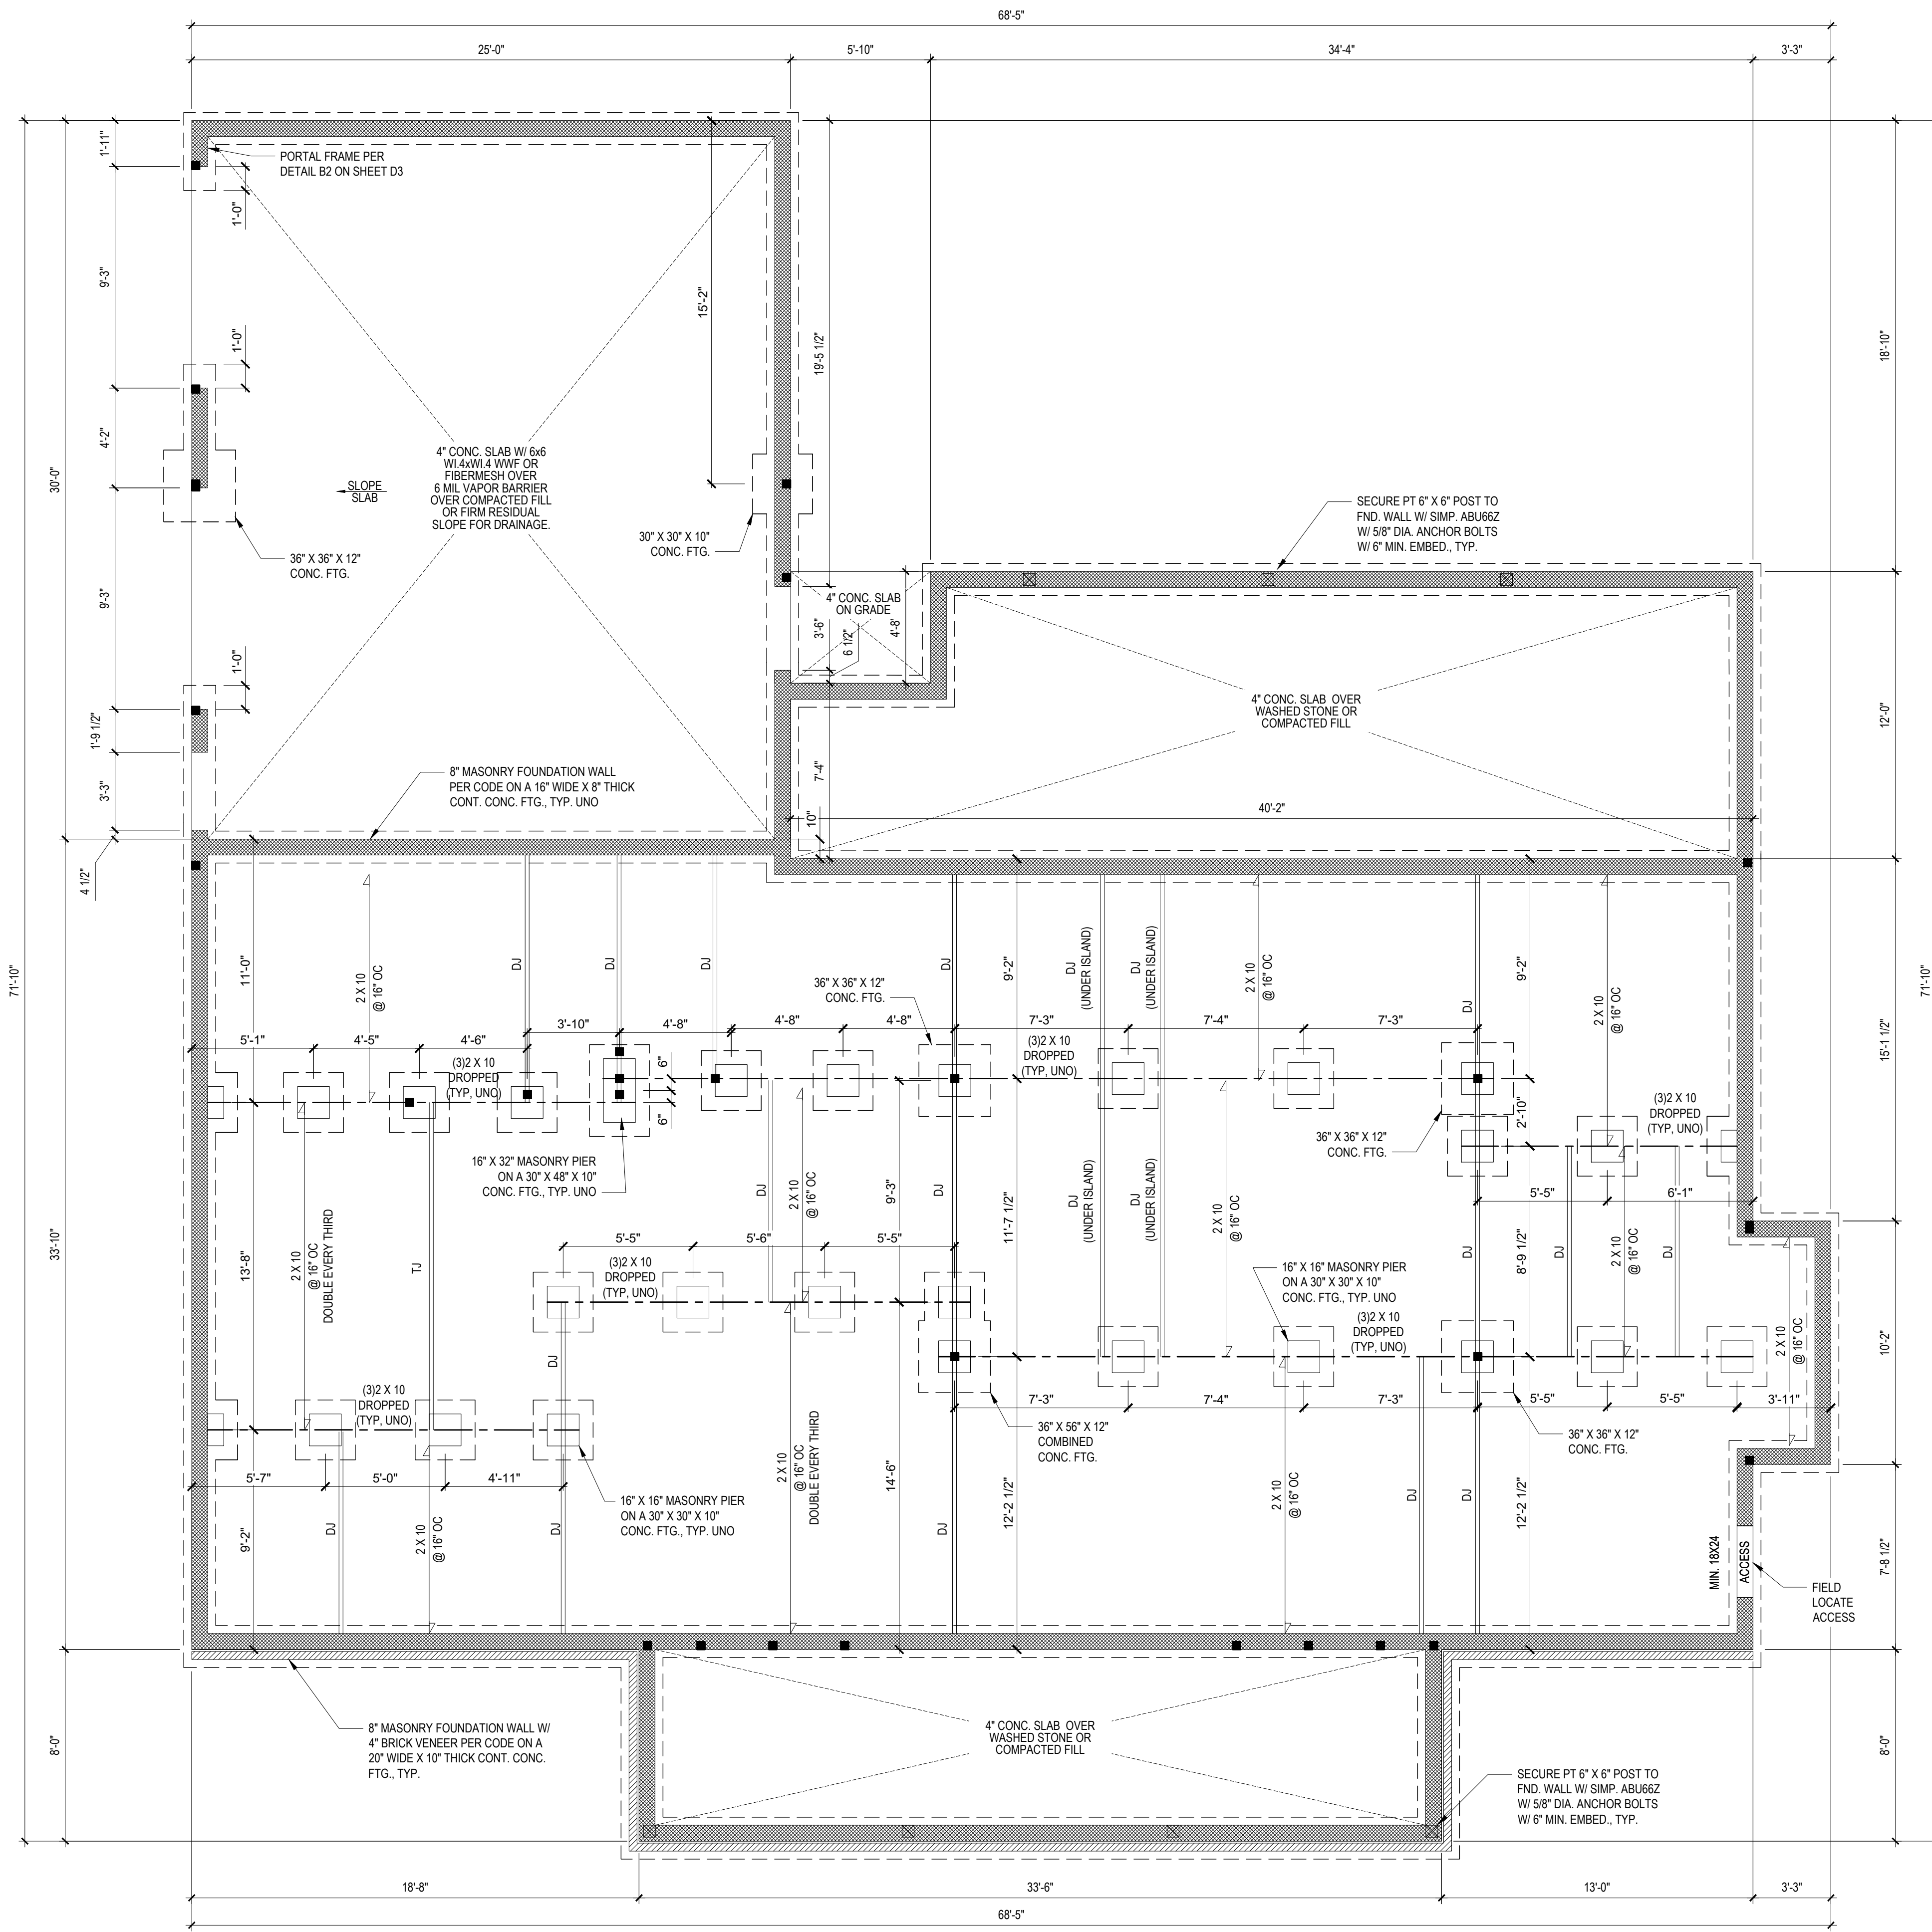 68'-5"
25'-0"
5'-10"
34'-4"
3'-3"
1'-11"
PORTAL FRAME PER
DETAIL B2 ON SHEET D3
1'-0"
9'-3"
15'-2"
1'-0"
19'-5 1/2"
18'-10"
4'-2"
30'-0"
4" CONC. SLAB W/ 6x6
WI.4xWI.4 WWF OR
FIBERMESH OVER
6 MIL VAPOR BARRIER
OVER COMPACTED FILL
OR FIRM RESIDUAL
SLOPE FOR DRAINAGE.
SLOPE
SLAB
36" X 36" X 12"
CONC. FTG.
30" X 30" X 10"
CONC. FTG.
SECURE PT 6" X 6" POST TO
FND. WALL W/ SIMP. ABU66Z
W/ 5/8" DIA. ANCHOR BOLTS
W/ 6" MIN. EMBED., TYP.
9'-3"
4" CONC. SLAB
ON GRADE
3'-6"
6 1/2"
4'-8"
1'-0"
1'-9 1/2"
4" CONC. SLAB OVER
WASHED STONE OR
COMPACTED FILL
12'-0"
3'-3"
8" MASONRY FOUNDATION WALL
PER CODE ON A 16" WIDE X 8" THICK
CONT. CONC. FTG., TYP. UNO
7'-4"
10"
40'-2"
4 1/2"
71'-10"
71'-10"
11'-0"
2 X 10
@ 16" OC
DJ
DJ
DJ
DJ
9'-2"
DJ
(UNDER ISLAND)
DJ
(UNDER ISLAND)
2 X 10
@ 16" OC
9'-2"
2 X 10
@ 16" OC
DJ
36" X 36" X 12"
CONC. FTG.
5'-1"
4'-5"
4'-6"
3'-10"
4'-8"
4'-8"
4'-8"
7'-3"
7'-4"
7'-3"
(3)2 X 10
DROPPED
(TYP, UNO)
(3)2 X 10
DROPPED
(TYP, UNO)
6"
6"
15'-1 1/2"
2'-10"
(3)2 X 10
DROPPED
(TYP, UNO)
36" X 36" X 12"
CONC. FTG.
16" X 32" MASONRY PIER
ON A 30" X 48" X 10"
CONC. FTG., TYP. UNO
33'-10"
13'-8"
2 X 10
@ 16" OC
DOUBLE EVERY THIRD
TJ
DJ
2 X 10
@ 16" OC
9'-3"
DJ
11'-7 1/2"
DJ
(UNDER ISLAND)
DJ
(UNDER ISLAND)
2 X 10
@ 16" OC
DJ
8'-9 1/2"
DJ
2 X 10
@ 16" OC
DJ
5'-5"
6'-1"
5'-5"
5'-6"
5'-5"
(3)2 X 10
DROPPED
(TYP, UNO)
16" X 16" MASONRY PIER
ON A 30" X 30" X 10"
CONC. FTG., TYP. UNO
(3)2 X 10
DROPPED
(TYP, UNO)
2 X 10
@ 16" OC
10'-2"
DJ
(3)2 X 10
DROPPED
(TYP, UNO)
7'-3"
7'-4"
7'-3"
5'-5"
5'-5"
3'-11"
36" X 56" X 12"
COMBINED
CONC. FTG.
36" X 36" X 12"
CONC. FTG.
5'-7"
5'-0"
4'-11"
16" X 16" MASONRY PIER
ON A 30" X 30" X 10"
CONC. FTG., TYP. UNO
9'-2"
DJ
2 X 10
@ 16" OC
DJ
2 X 10
@ 16" OC
DOUBLE EVERY THIRD
14'-6"
DJ
12'-2 1/2"
2 X 10
@ 16" OC
DJ
DJ
12'-2 1/2"
MIN. 18X24
ACCESS
7'-8 1/2"
FIELD
LOCATE
ACCESS
8" MASONRY FOUNDATION WALL W/
4" BRICK VENEER PER CODE ON A
20" WIDE X 10" THICK CONT. CONC.
FTG., TYP.
8'-0"
4" CONC. SLAB OVER
WASHED STONE OR
COMPACTED FILL
SECURE PT 6" X 6" POST TO
FND. WALL W/ SIMP. ABU66Z
W/ 5/8" DIA. ANCHOR BOLTS
W/ 6" MIN. EMBED., TYP.
8'-0"
18'-8"
33'-6"
13'-0"
3'-3"
68'-5"